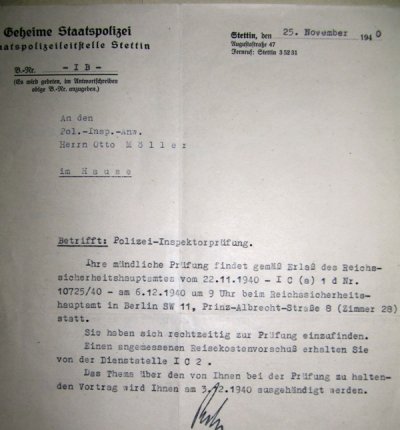 Geheime Staatspolizei
aatspolizeileitstelle Stettin
B.-Nr. - I B -
(Es wird gebeten, im Antwortschreiben
obige B.-Nr. anzugeben.)
Stettin, den 25. November 1940
Augustastraße 47
Fernruf: Stettin 35231
An den
Pol.-Insp.-Anw.
Herrn Otto Möller
im Hause
Betrifft: Polizei-Inspektorprüfung.
Ihre mündliche Prüfung findet gemäß Erlaß des Reichs-
sicherheitshauptamtes vom 22.11.1940 - I C (a) 1 d Nr.
10725/40 - am 6.12.1940 um 9 Uhr beim Reichssicherheits-
hauptamt in Berlin SW 11, Prinz-Albrecht-Straße 8 (Zimmer 28)
statt.
Sie haben sich rechtzeitig zur Prüfung einzufinden.
Einen angemessenen Reisekostenvorschuß erhalten Sie
von der Dienststelle I C 2.
Das Thema über den von Ihnen bei der Prüfung zu halten-
den Vortrag wird Ihnen am 3.12.1940 ausgehändigt werden.